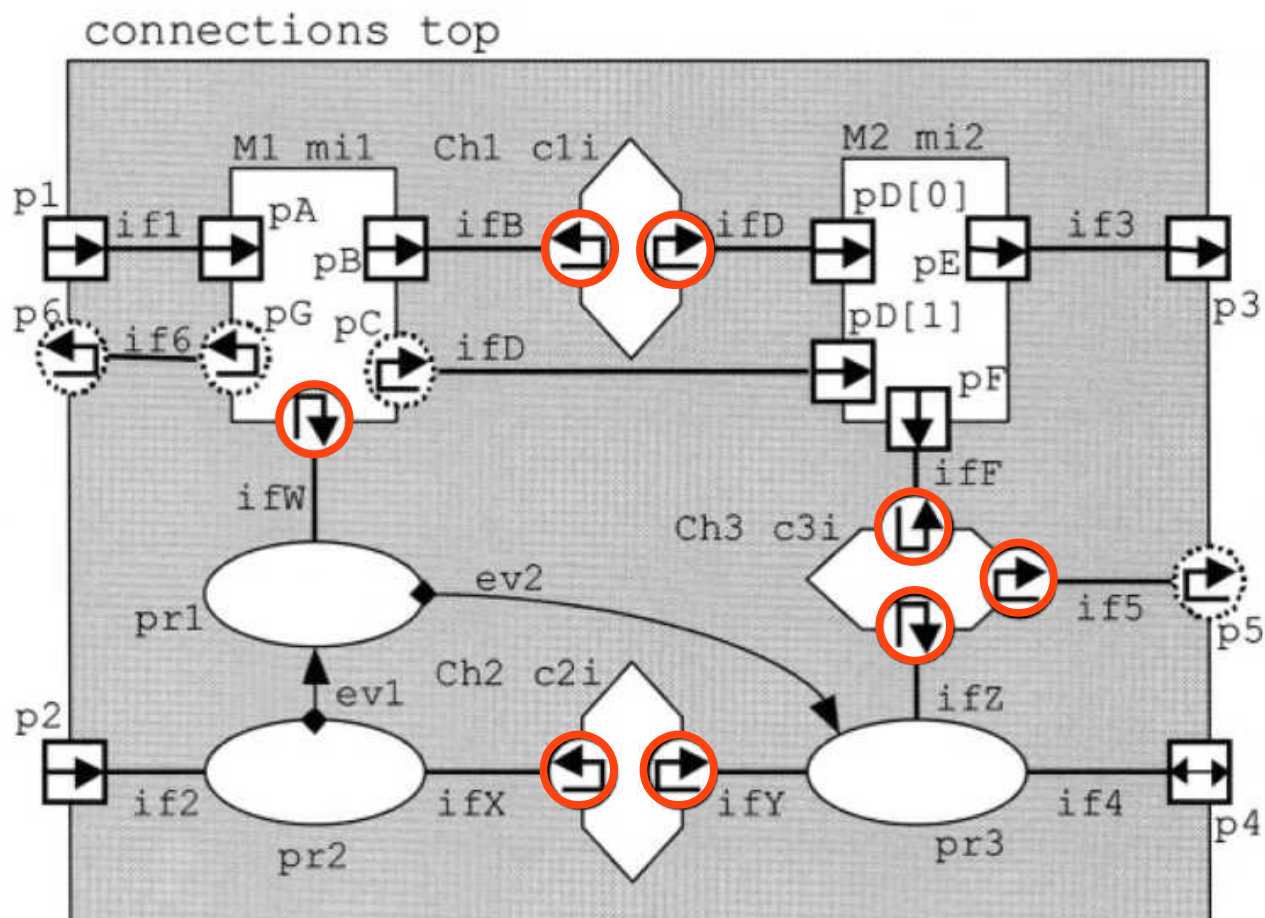 connections top
M1 mi1
Ch1 c1i
M2 mi2
p1
if1
pA
pB
ifB
ifD
pD[0]
pE
if3
p3
p6
if6
pG
pC
ifD
pD[1]
pF
ifW
ifF
Ch3 c3i
pr1
ev2
if5
p5
ev1
Ch2 c2i
ifZ
p2
if2
pr2
ifX
ifY
pr3
if4
p4